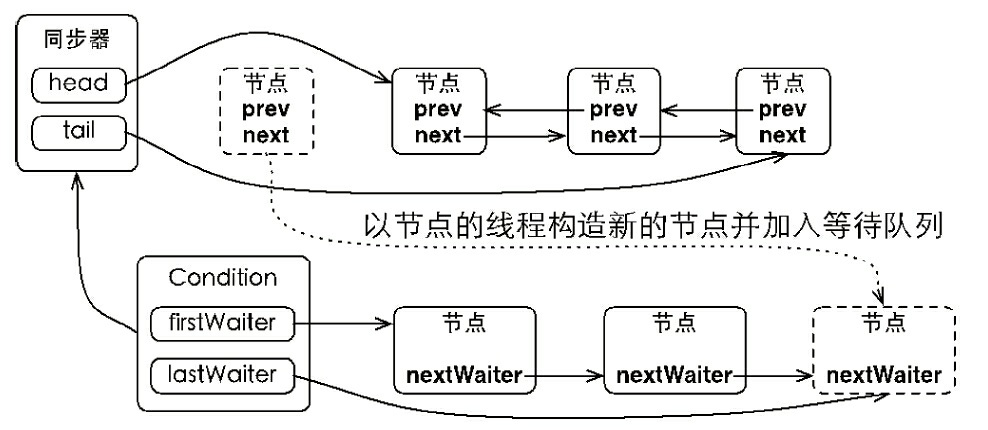 同步器
head
tail
节点
prev
next
节点
prev
next
节点
prev
next
节点
prev
next
以节点的线程构造新的节点并加入等待队列
Condition
firstWaiter
lastWaiter
节点
nextWaiter
节点
nextWaiter
节点
nextWaiter